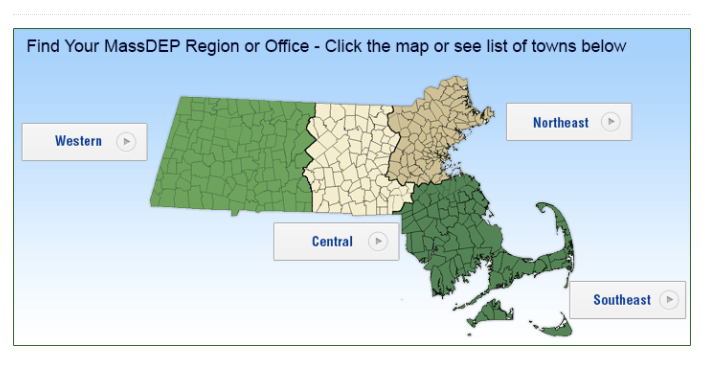 Find Your MassDEP Region or Office - Click the map or see list of towns below
Northeast
Western
Central
Southeast